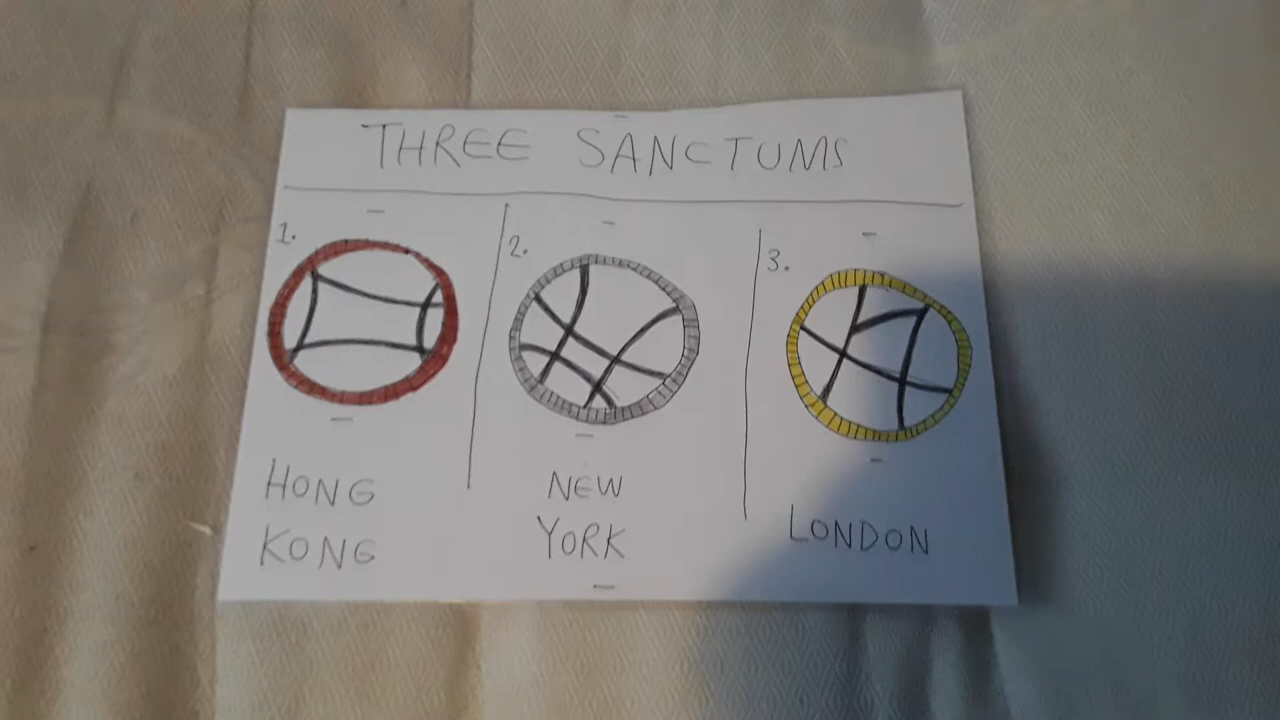 THREE SANCTUMS
1.
2.
3.
HONG
KONG
NEW
YORK
LONDON